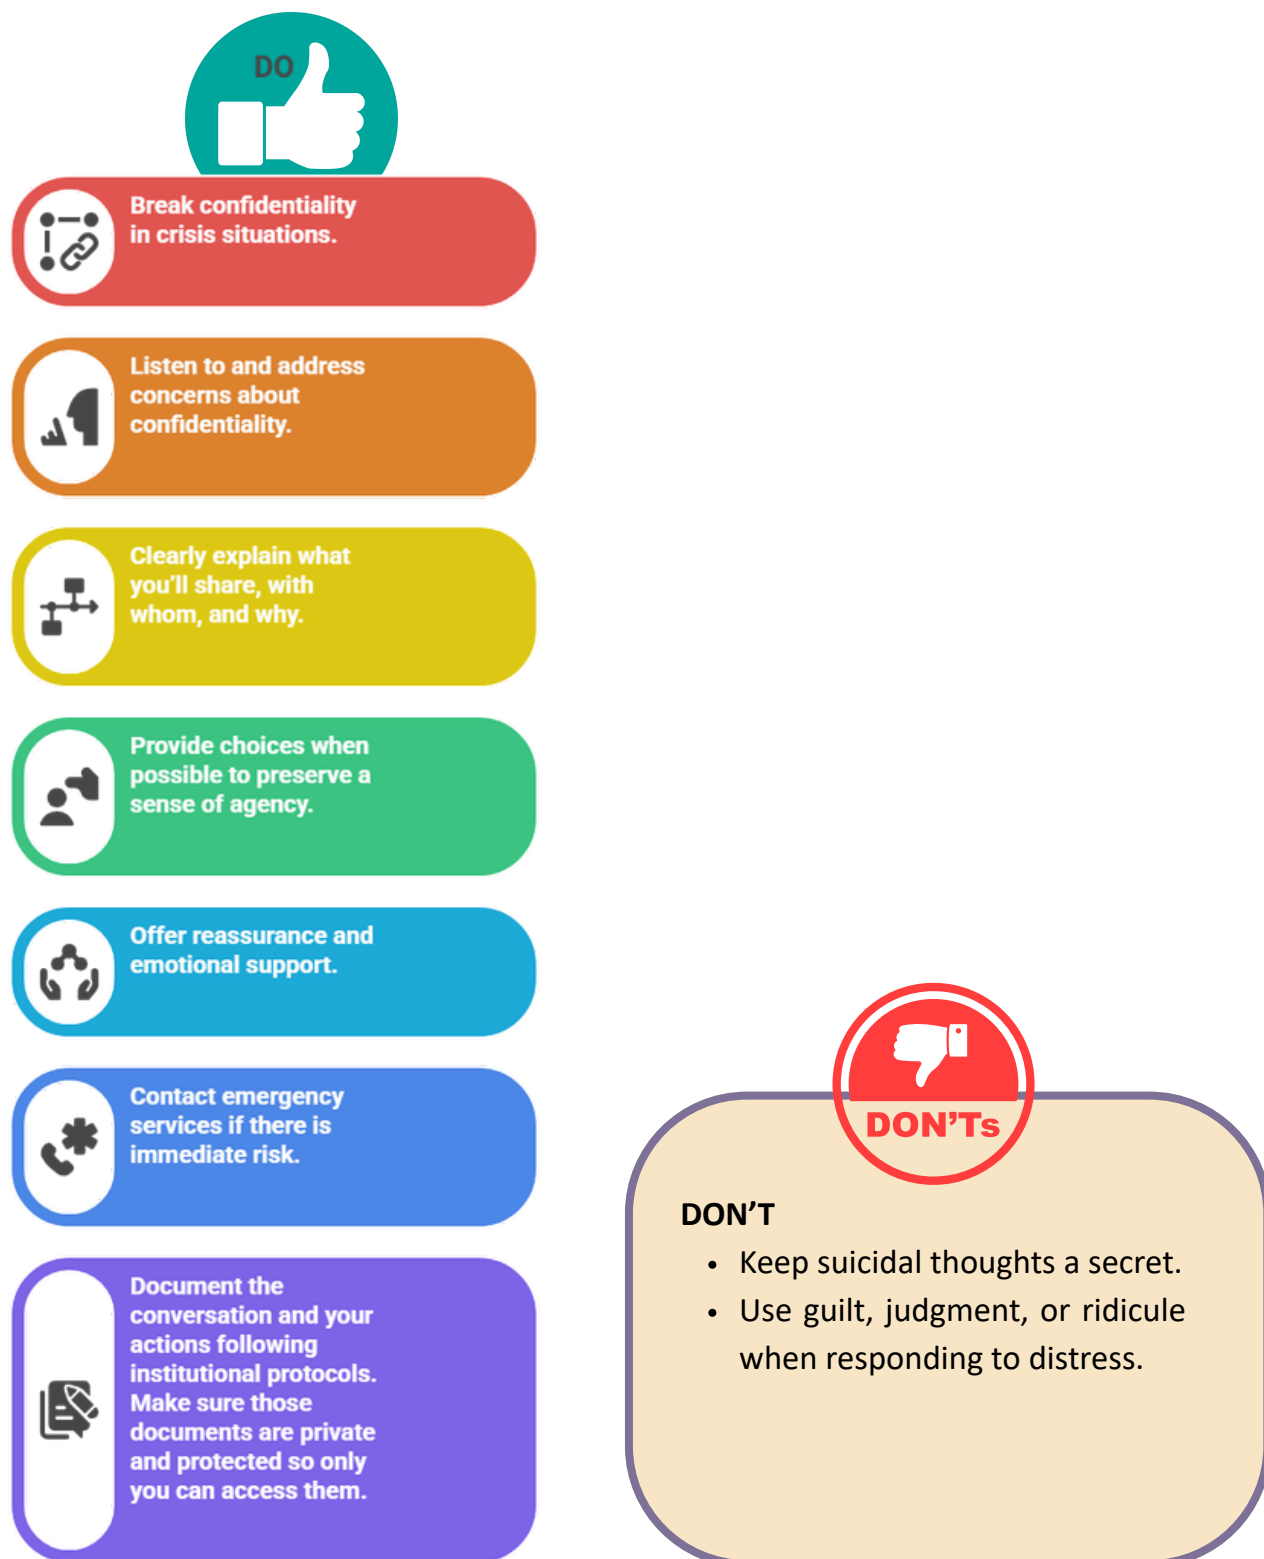 DO
Break confidentiality
in crisis situations.
Listen to and address
concerns about
confidentiality.
Clearly explain what
you’ll share, with
whom, and why.
Provide choices when
possible to preserve a
sense of agency.
Offer reassurance and
emotional support.
Contact emergency
services if there is
immediate risk.
Document the
conversation and your
actions following
institutional protocols.
Make sure those
documents are private
and protected so only
you can access them.
DON’Ts
DON’T
• Keep suicidal thoughts a secret.
• Use guilt, judgment, or ridicule
when responding to distress.